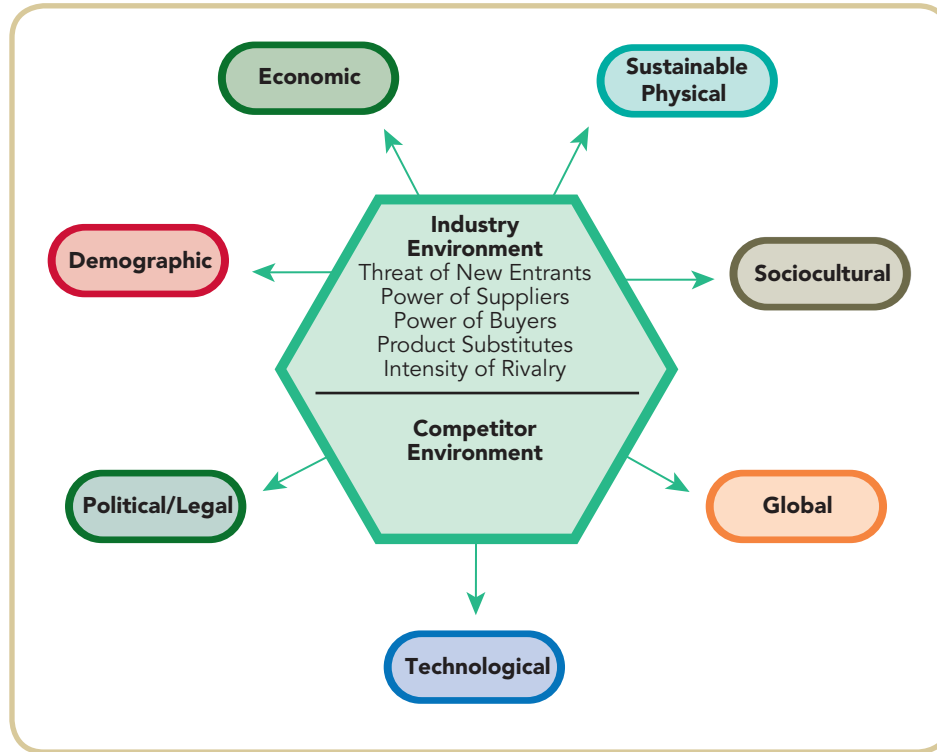 Economic
Sustainable
Physical
Demographic
Industry
Environment
Threat of New Entrants
Power of Suppliers
Power of Buyers
Product Substitutes
Intensity of Rivalry
Sociocultural
Competitor
Environment
Political/Legal
Global
Technological